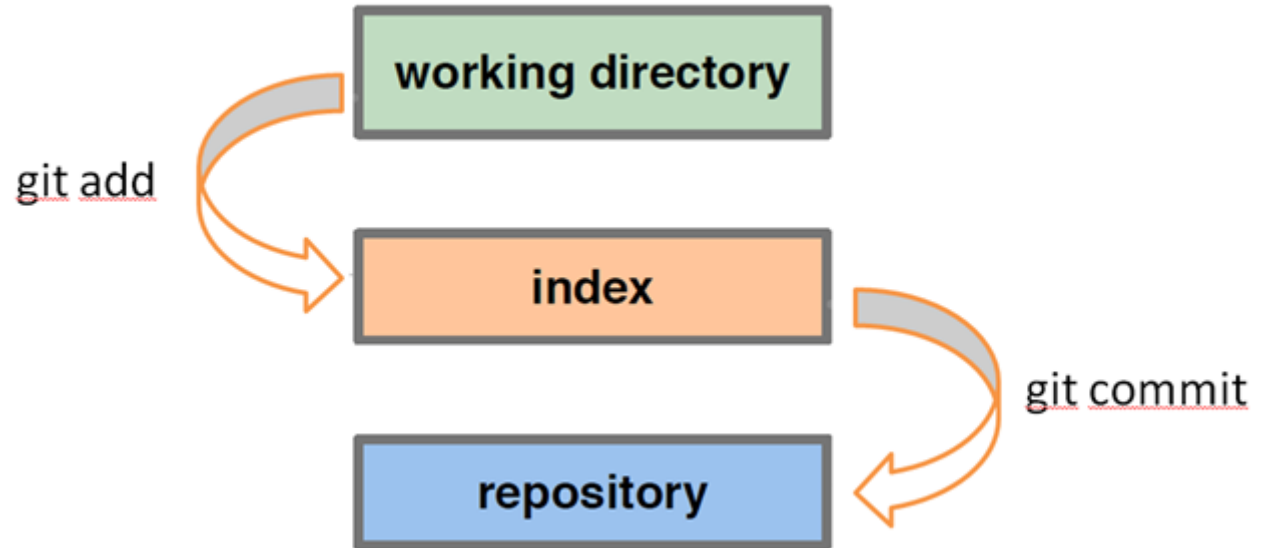 working directory
git add
index
git commit
repository